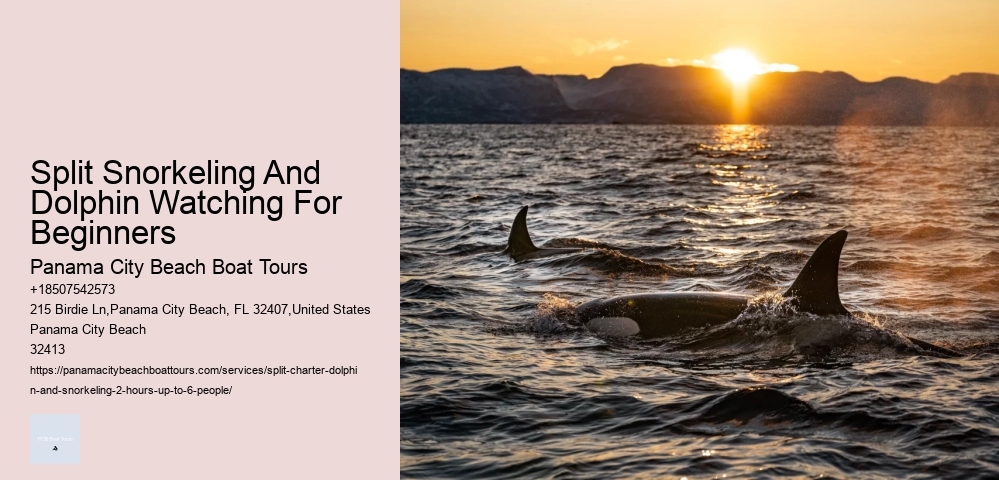 Split Snorkeling And
Dolphin Watching For
Beginners
Panama City Beach Boat Tours
+18507542573
215 Birdie Ln,Panama City Beach, FL 32407,United States
Panama City Beach
32413
https://panamacitybeachboattours.com/services/split-charter-dolphi
n-and-snorkeling-2-hours-up-to-6-people/